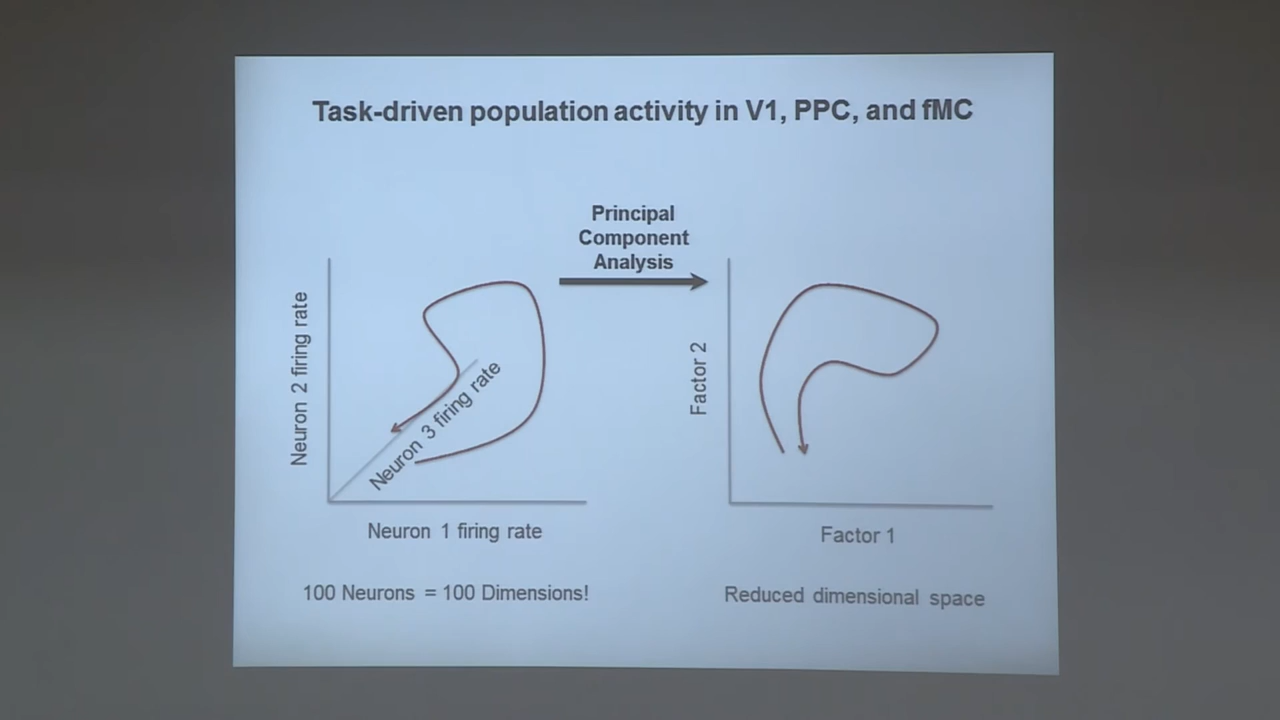 Task-driven population activity in V1, PPC, and fMC
Principal
Component
Analysis
Neuron 2 firing rate
Neuron 3 firing rate
Neuron 1 firing rate
100 Neurons = 100 Dimensions!
Factor 2
Factor 1
Reduced dimensional space